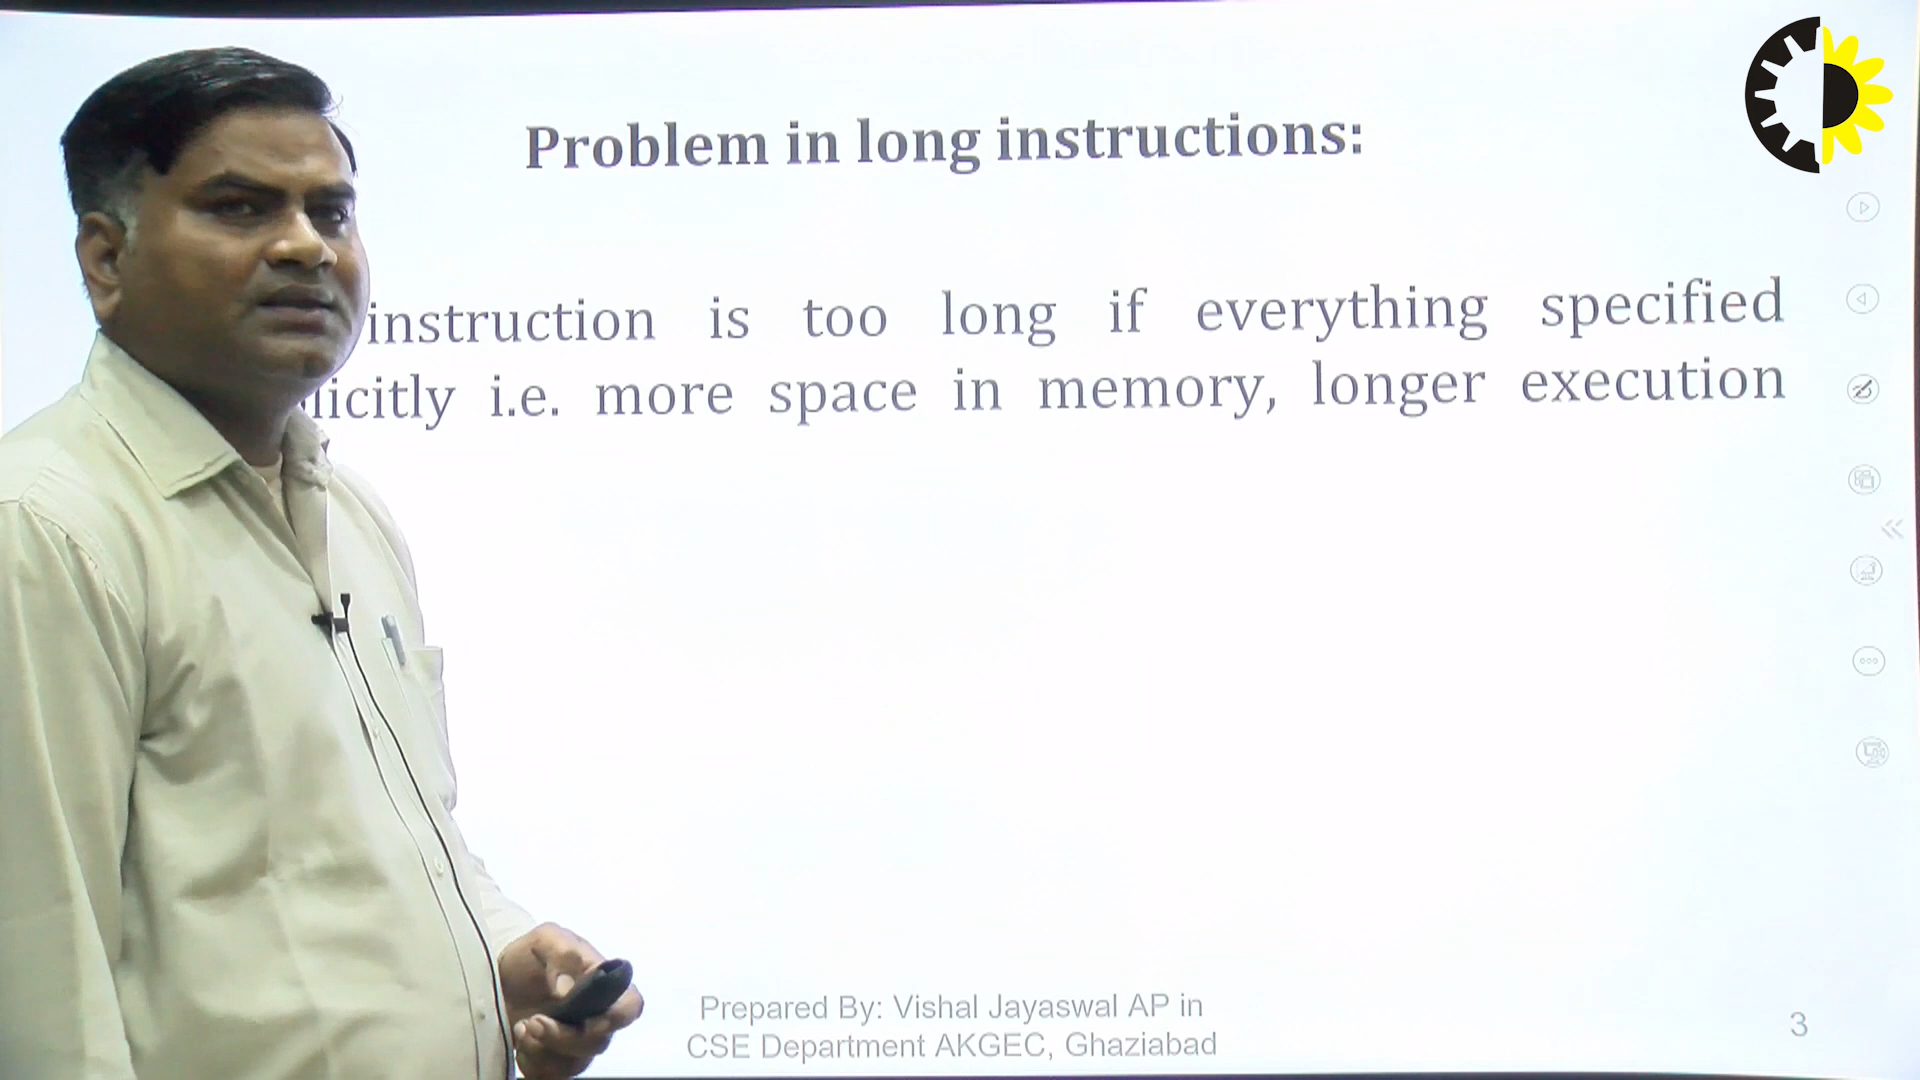 Problem in long instructions:
instruction is too long if everything specified
i.e. more space in memory, longer execution
Prepared By: Vishal Jayaswal AP in
CSE Department AKGEC, Ghaziabad
3